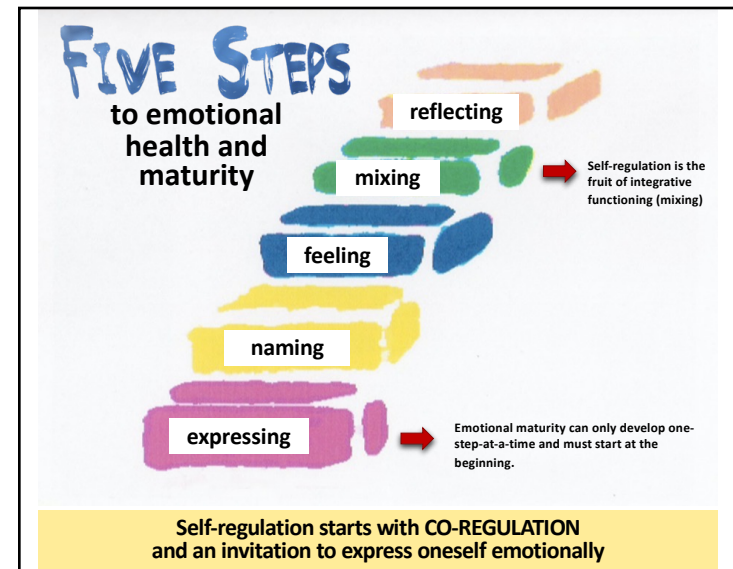 FIVE STEPS
to emotional
health and
maturity
reflecting
mixing
Self-regulation is the
fruit of integrative
functioning (mixing)
feeling
naming
expressing
Emotional maturity can only develop one-
step-at-a-time and must start at the
beginning.
Self-regulation starts with CO-REGULATION
and an invitation to express oneself emotionally